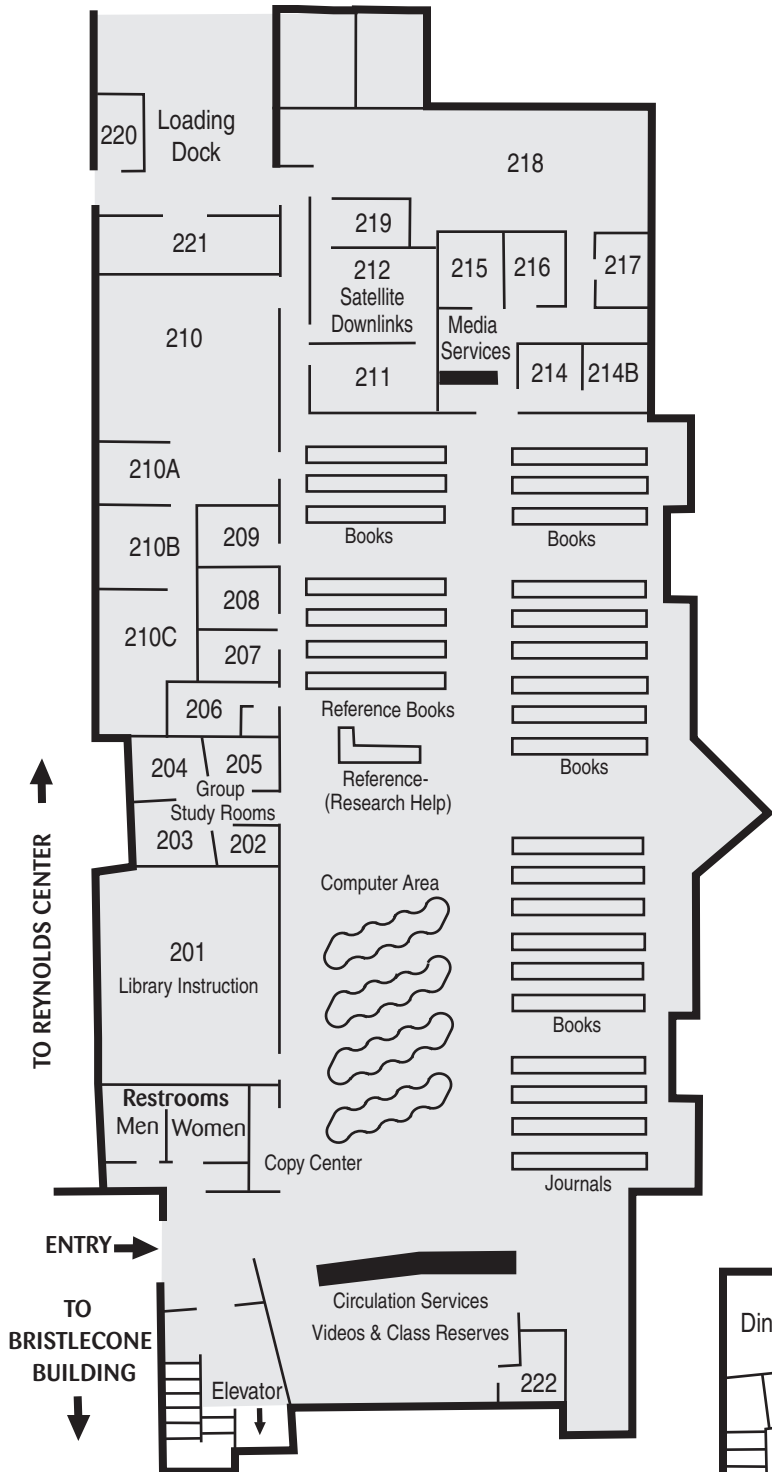 220
Loading
Dock
218
219
221
212
Satellite
Downlinks
215
216
217
210
Media
Services
211
214
214B
210A
Books
Books
210B
209
208
210C
207
206
Reference Books
204
205
Group
Study Rooms
203
202
Reference-
(Research Help)
Books
TO REYNOLDS CENTER
Computer Area
201
Library Instruction
Books
Restrooms
Men
Women
Copy Center
Journals
ENTRY
TO
BRISTLECONE
BUILDING
Circulation Services
Videos & Class Reserves
222
Elevator
Din